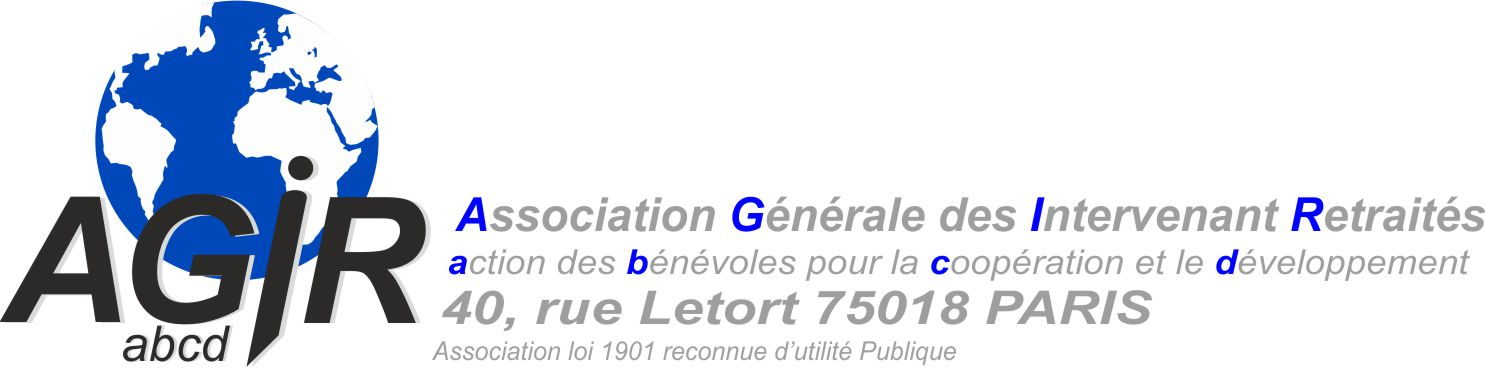 AGiR
abcd
Association Générale des Intervenant Retraités
action des bénévoles pour la coopération et le développement
40, rue Letort 75018 PARIS
Association loi 1901 reconnue d'utilité Publique